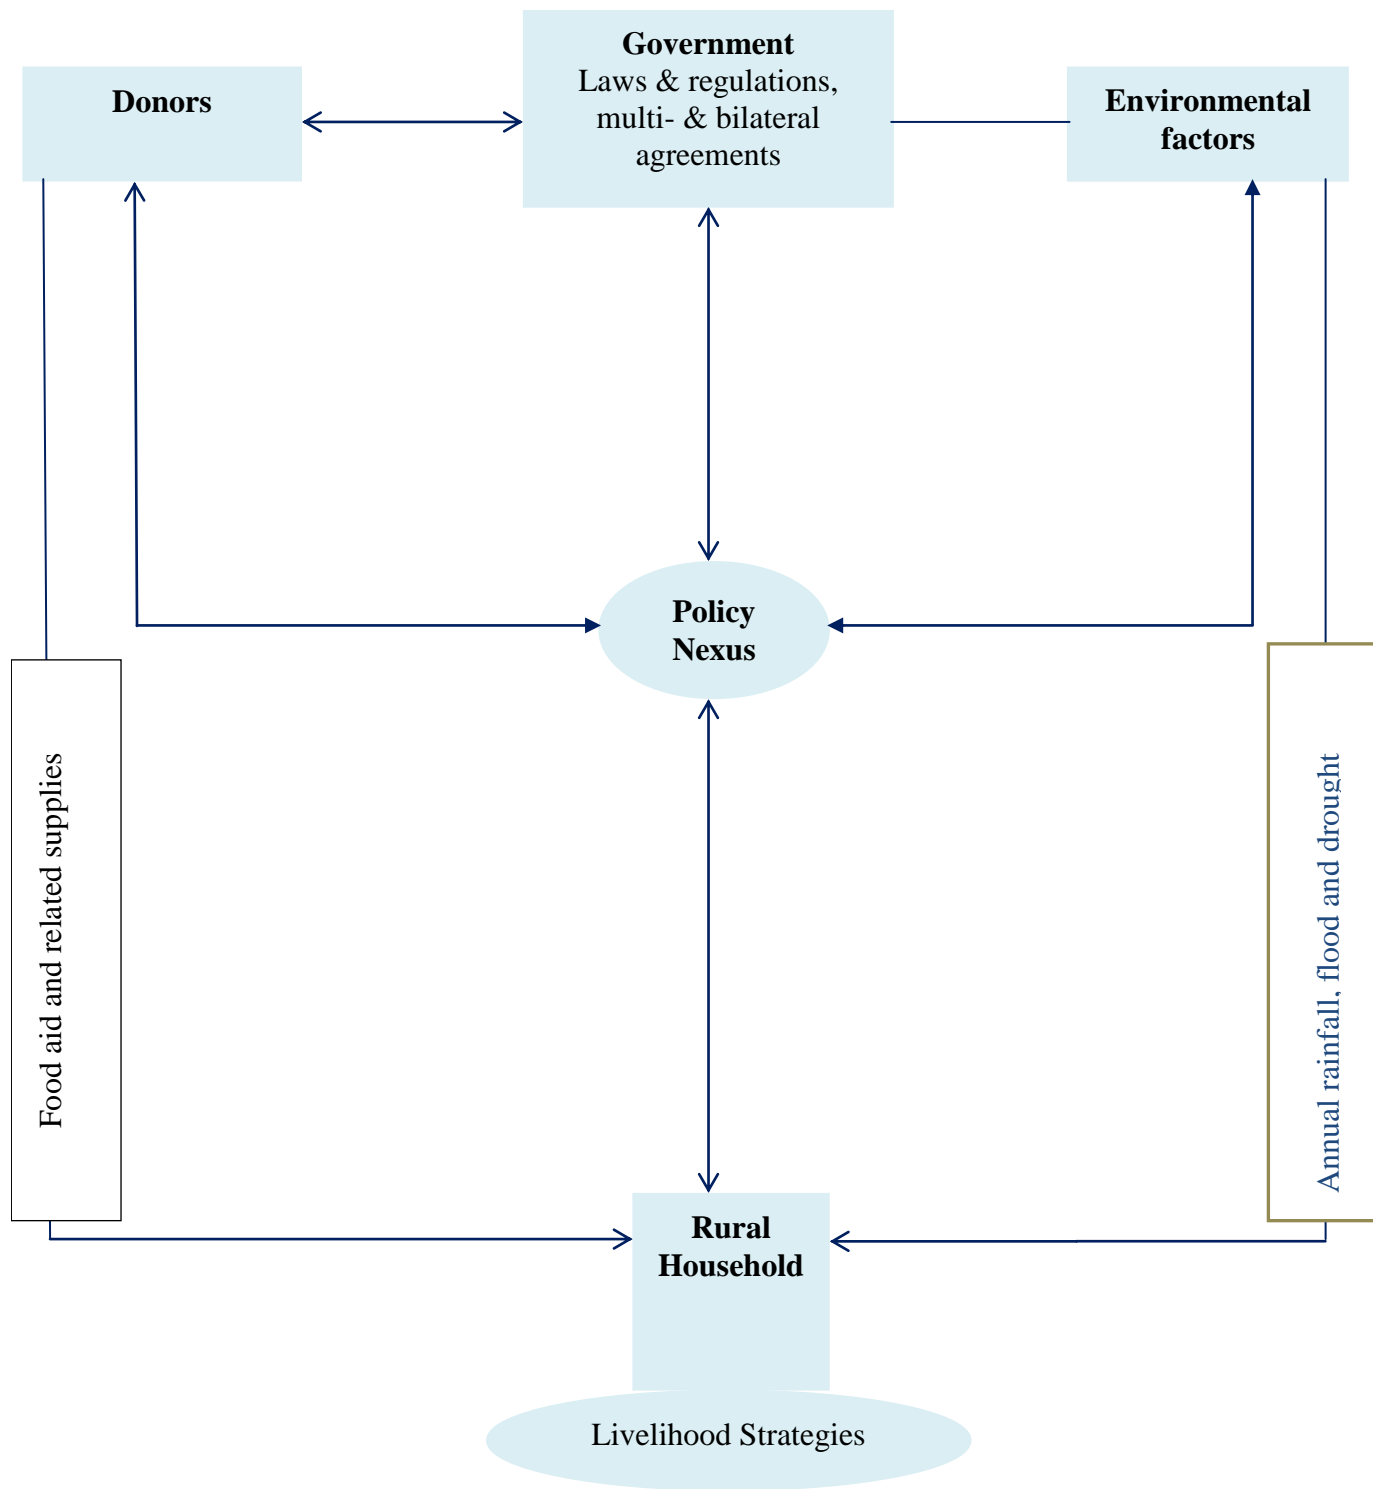 Donors
Government
Laws & regulations,
multi- & bilateral
agreements
Environmental
factors
Policy
Nexus
Food aid and related supplies
Annual rainfall, flood and drought
Rural
Household
Livelihood Strategies